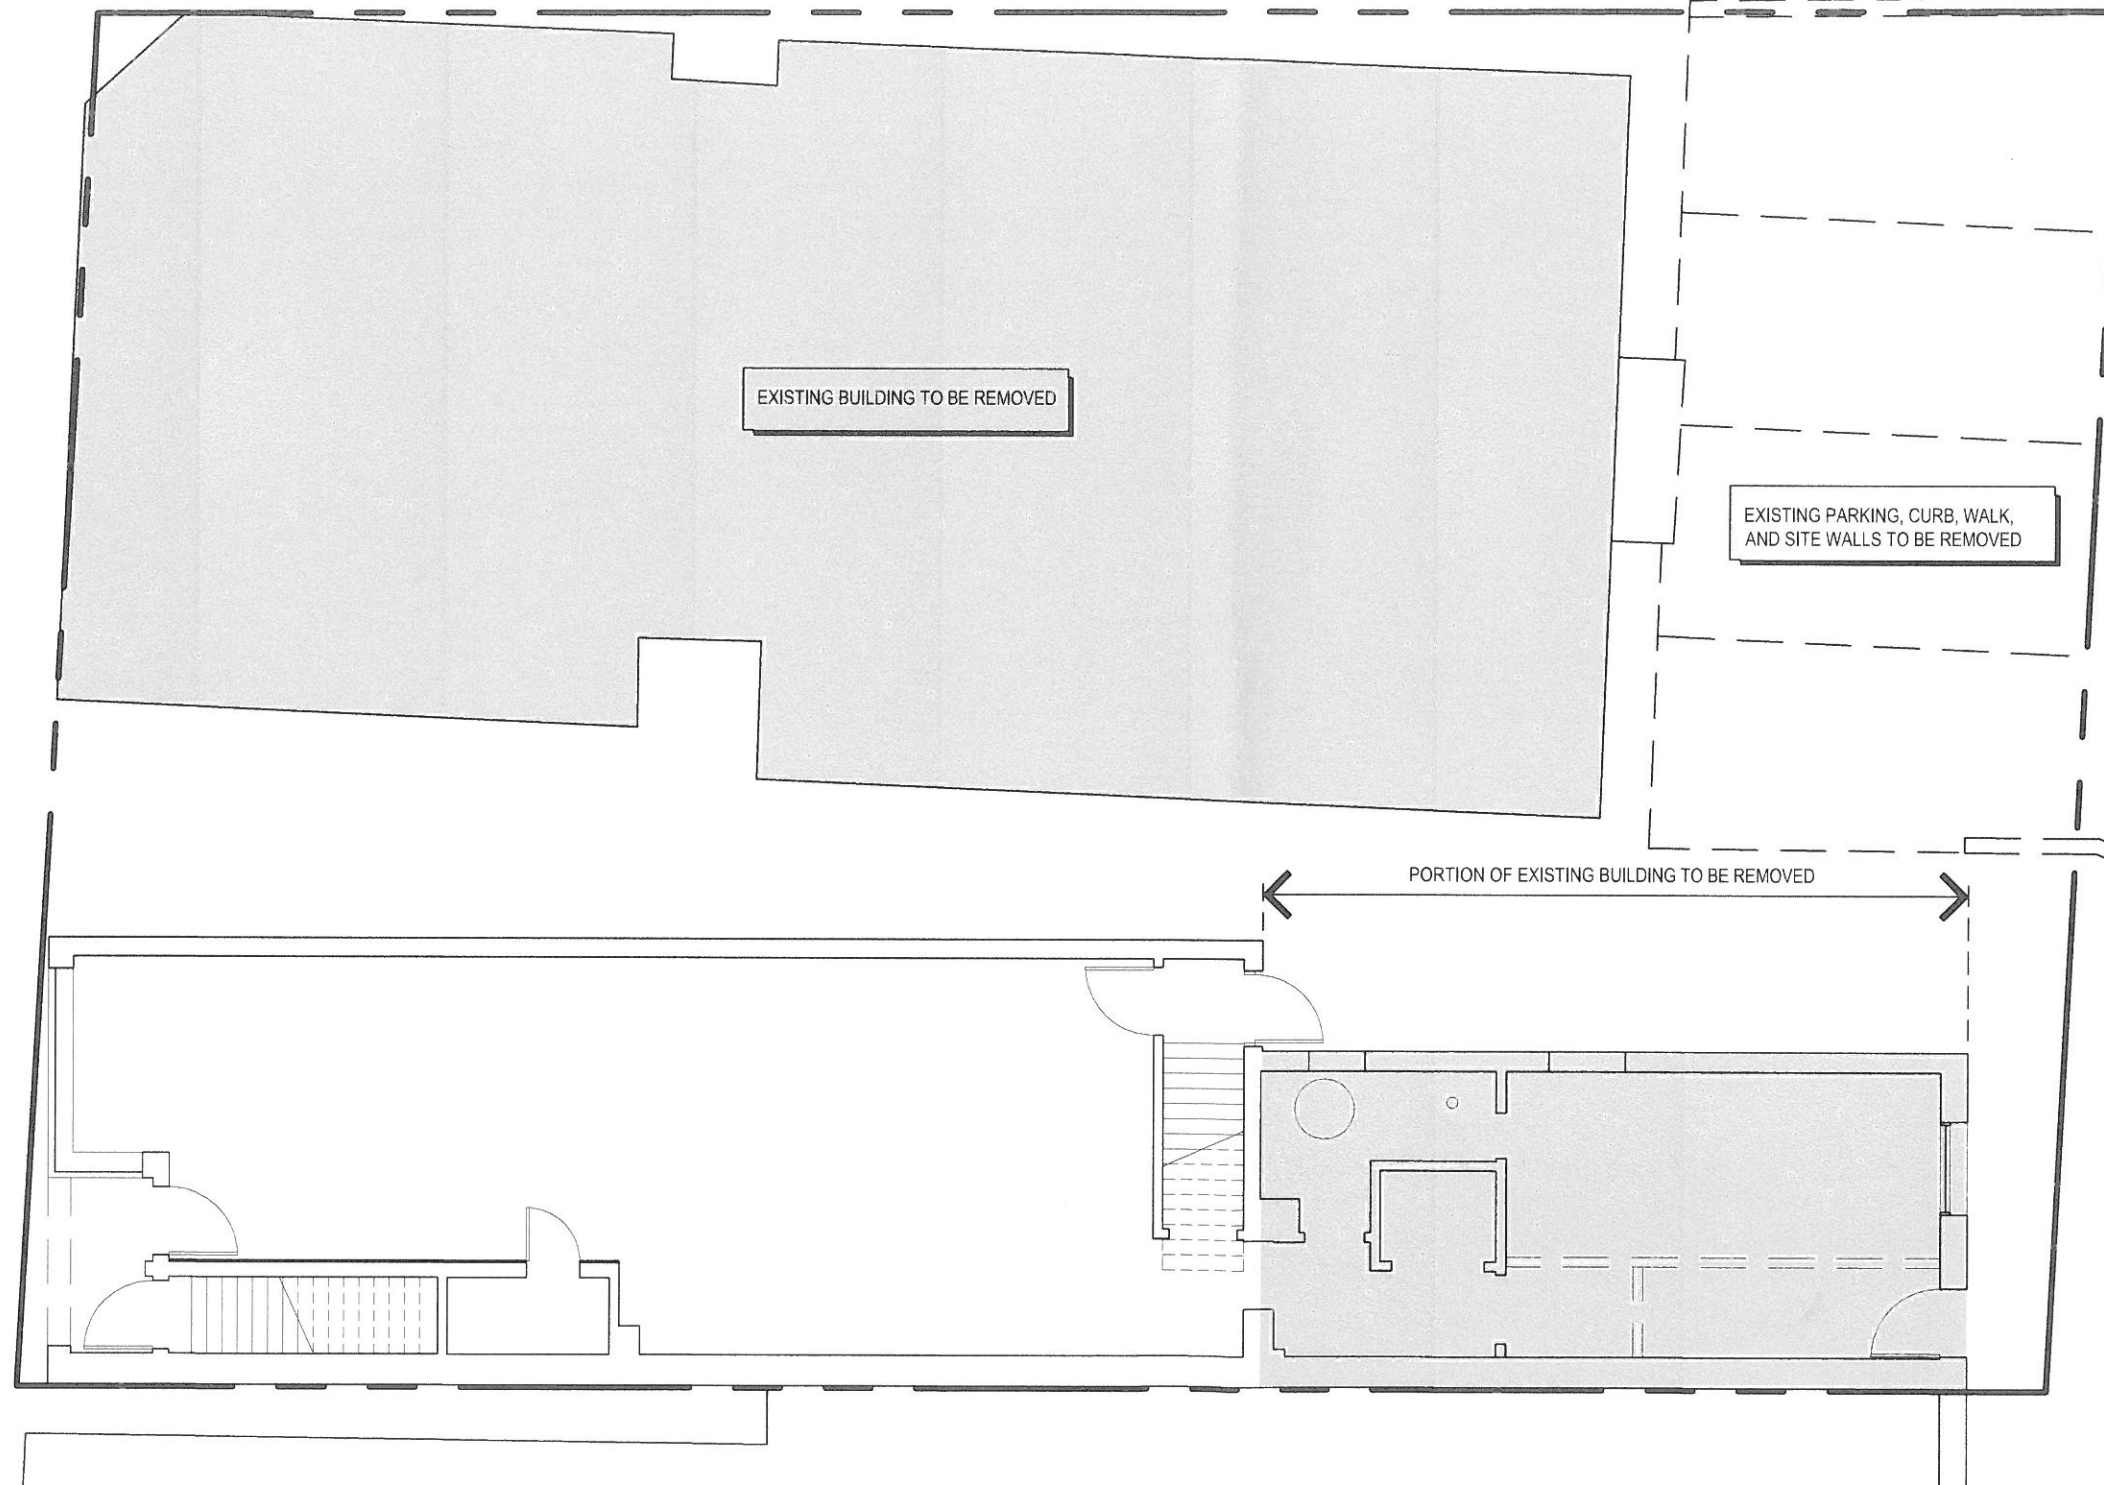 EXISTING BUILDING TO BE REMOVED
EXISTING PARKING, CURB, WALK,
AND SITE WALLS TO BE REMOVED
PORTION OF EXISTING BUILDING TO BE REMOVED